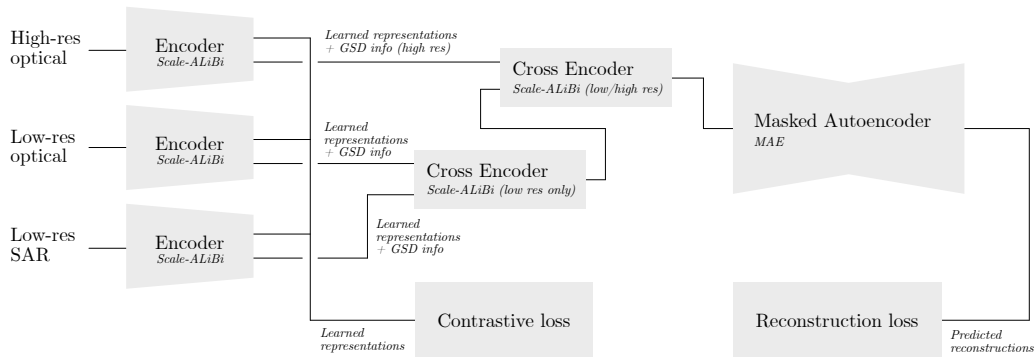 High-res
optical
Encoder
Scale-ALiBi
Learned representations
+ GSD info (high res)
Cross Encoder
Scale-ALiBi (low/high res)
Masked Autoencoder
MAE
Low-res
optical
Encoder
Scale-ALiBi
Learned
representations
+ GSD info
Cross Encoder
Scale-ALiBi (low res only)
Low-res
SAR
Encoder
Scale-ALiBi
Learned
representations
+ GSD info
Contrastive loss
Learned
representations
Reconstruction loss
Predicted
reconstructions